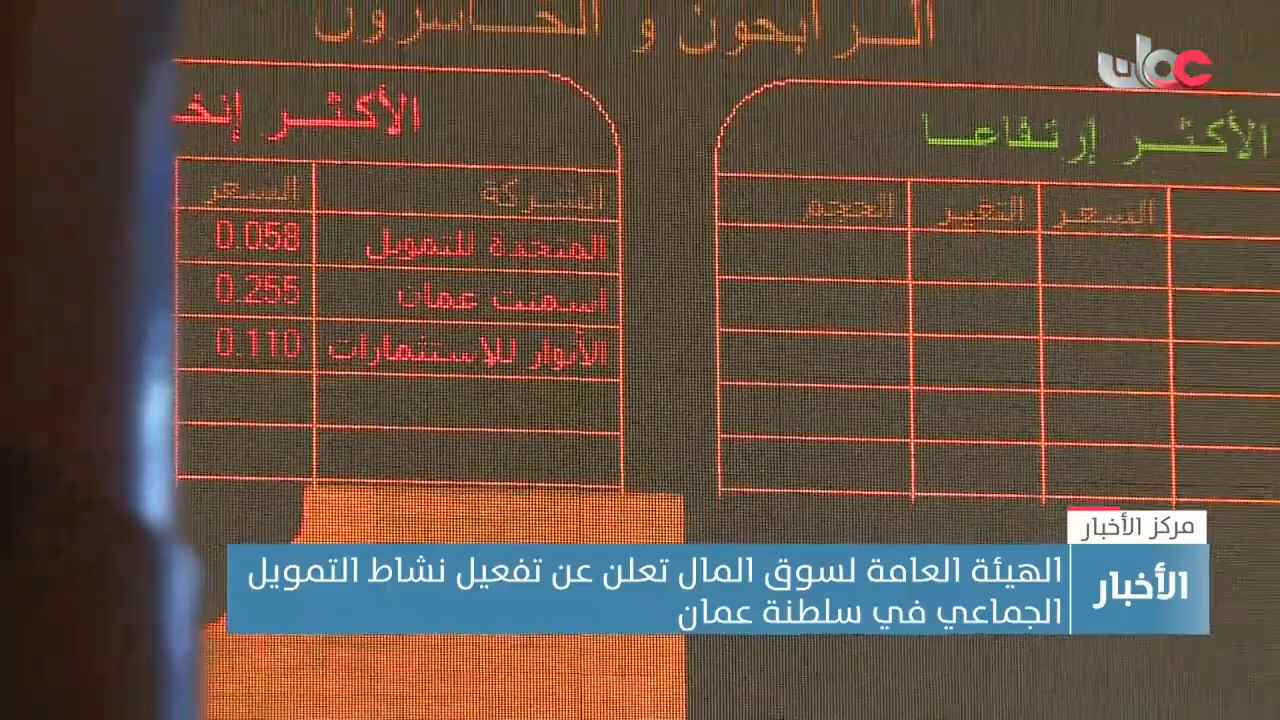 الرابحون و الخاسرون
عمان
الأكثر إرتفاعا
السعر التغير الحجم
الأكثر
الشركة السعر
المتحدة للتمويل 0.058
اسمنت عمان 0.255
الأنوار للاستثمارات 0.110
مركز الأخبار
الأخبار
الهيئة العامة لسوق المال تعلن عن تفعيل نشاط التمويل
الجماعي في سلطنة عمان